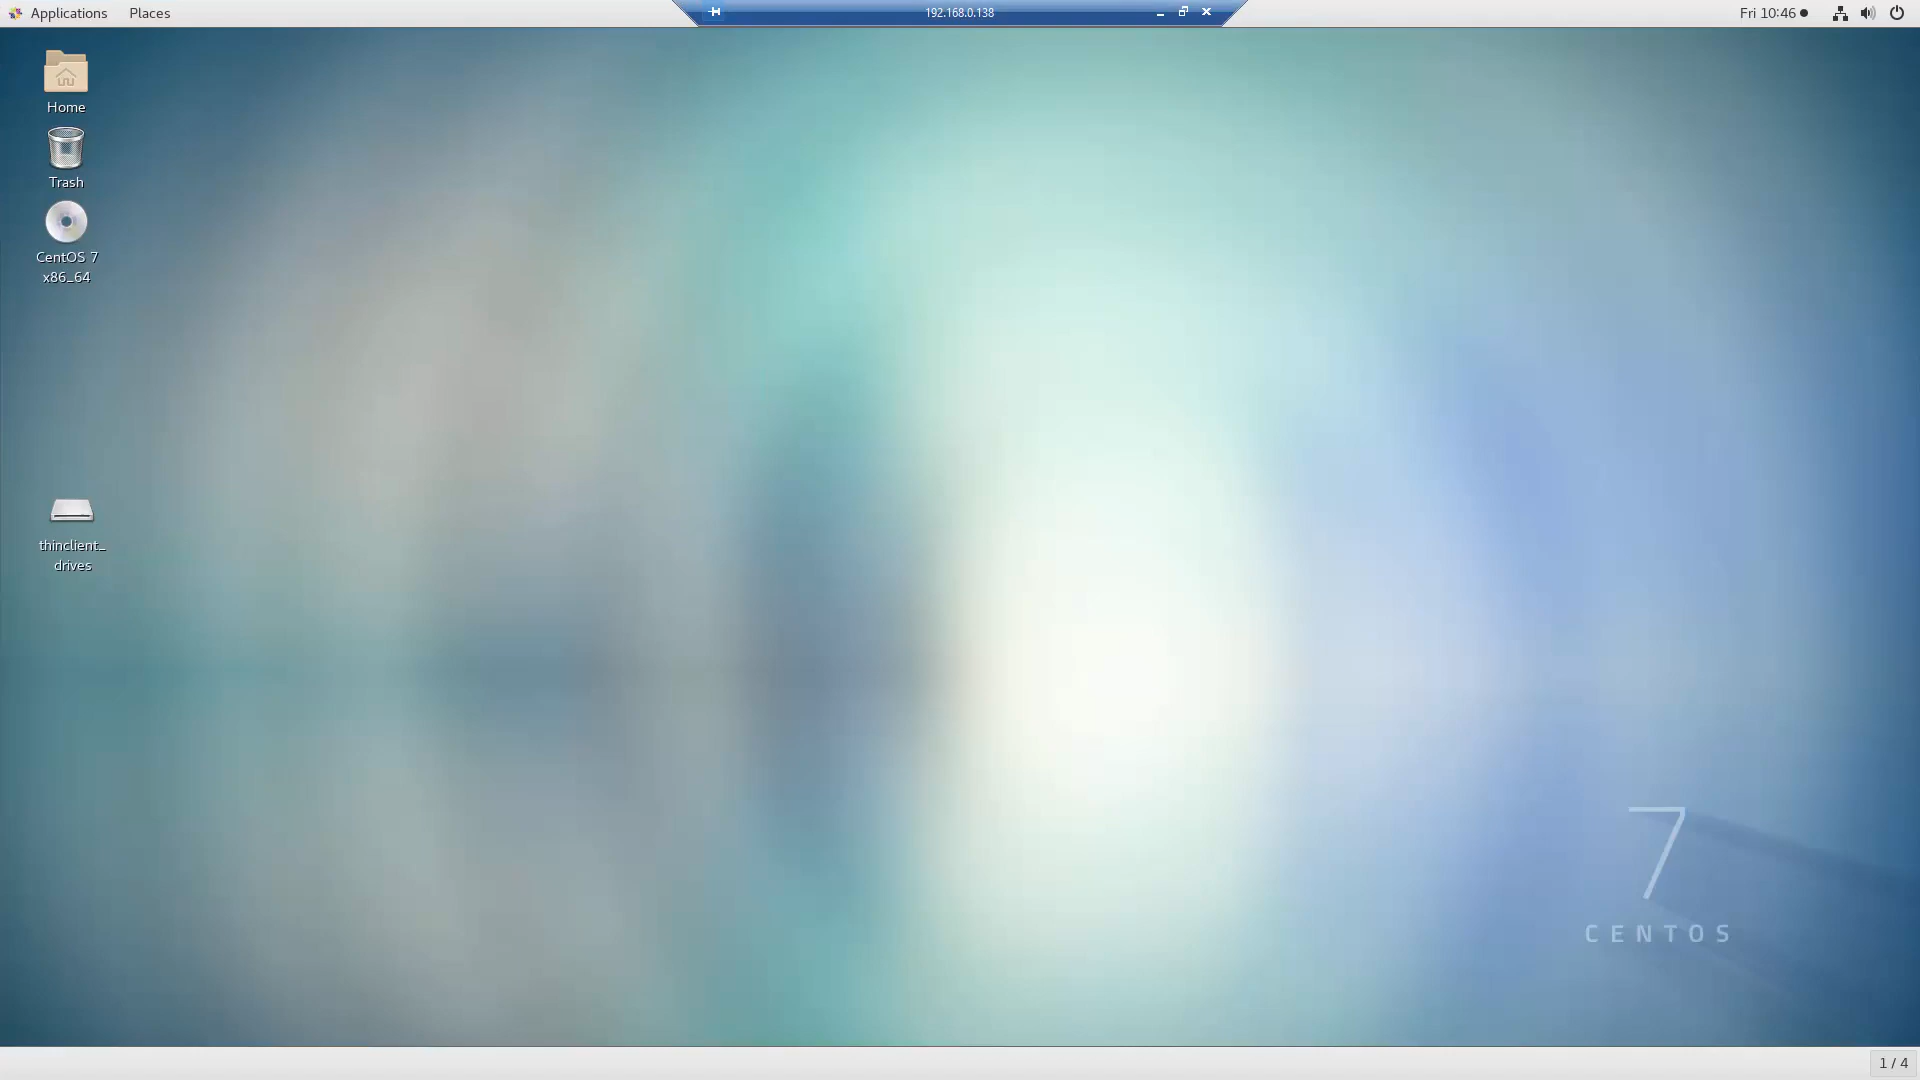 Applications Places 192.168.0.138 Fri 10:46
Home
Trash
CentOS 7
x86_64
thinclient_
drives
7
CENTOS
1 / 4